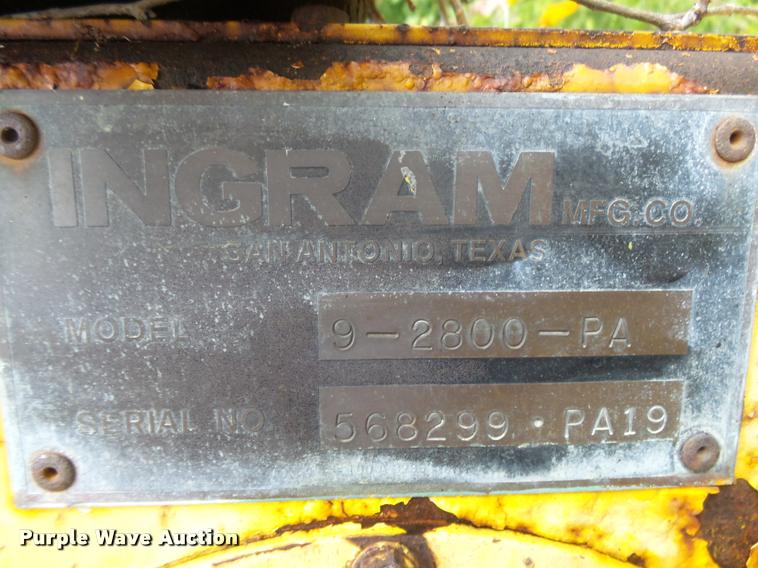 INGRAM MFG. CO.
SAN ANTONIO, TEXAS
MODEL 9-2800-PA
SERIAL NO. 568299 · PA19
Purple Wave Auction